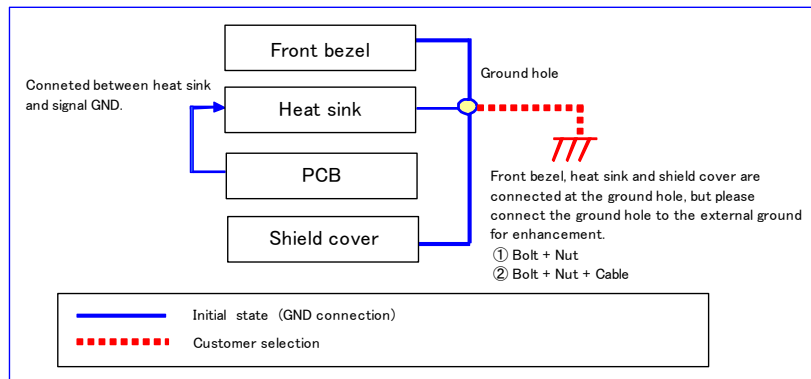 Front bezel
Ground hole
Conneted between heat sink
and signal GND.
Heat sink
PCB
Front bezel, heat sink and shield cover are
connected at the ground hole, but please
connect the ground hole to the external ground
for enhancement.
① Bolt + Nut
② Bolt + Nut + Cable
Shield cover
Initial state (GND connection)
Customer selection